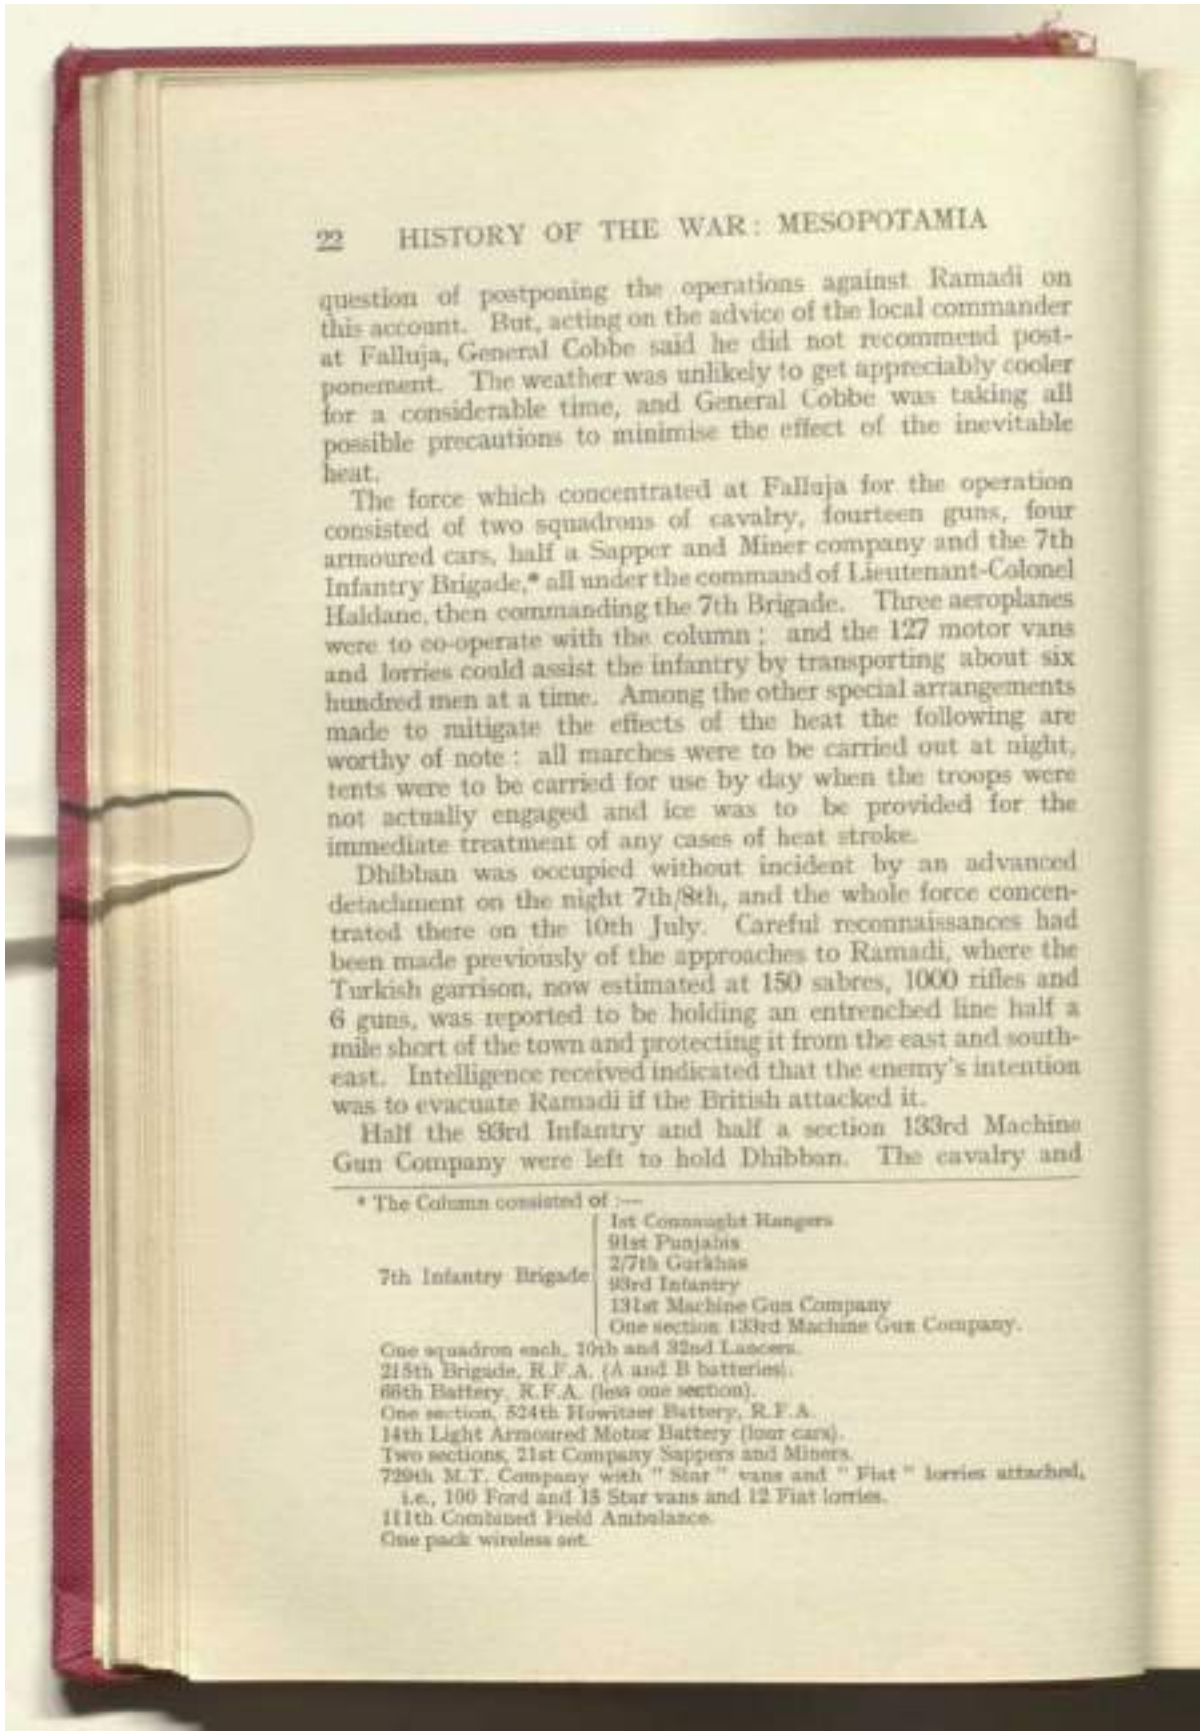 22 HISTORY OF THE WAR: MESOPOTAMIA
question of postponing the operations against Ramadi on
this account. But, acting on the advice of the local commander
at Falluja, General Cobbe said he did not recommend post-
ponement. The weather was unlikely to get appreciably cooler
for a considerable time, and General Cobbe was taking all
possible precautions to minimise the effect of the inevitable
heat.
The force which concentrated at Falluja for the operation
consisted of two squadrons of cavalry, fourteen guns, four
armoured cars, half a Sapper and Miner company and the 7th
Infantry Brigade,* all under the command of Lieutenant-Colonel
Haldane, then commanding the 7th Brigade. Three aeroplanes
were to co-operate with the column; and the 127 motor vans
and lorries could assist the infantry by transporting about six
hundred men at a time. Among the other special arrangements
made to mitigate the effects of the heat the following are
worthy of note: all marches were to be carried out at night,
tents were to be carried for use by day when the troops were
not actually engaged and ice was to be provided for the
immediate treatment of any cases of heat stroke.
Dhibban was occupied without incident by an advanced
detachment on the night 7th/8th, and the whole force concen-
trated there on the 10th July. Careful reconnaissances had
been made previously of the approaches to Ramadi, where the
Turkish garrison, now estimated at 150 sabres, 1000 rifles and
6 guns, was reported to be holding an entrenched line half a
mile short of the town and protecting it from the east and south-
east. Intelligence received indicated that the enemy's intention
was to evacuate Ramadi if the British attacked it.
Half the 93rd Infantry and half a section 133rd Machine
Gun Company were left to hold Dhibban. The cavalry and
* The Column consisted of :—
7th Infantry Brigade
1st Connaught Rangers
91st Punjabis
2/7th Gurkhas
93rd Infantry
131st Machine Gun Company
One section 133rd Machine Gun Company.
One squadron each, 10th and 32nd Lancers.
215th Brigade, R.F.A. (A and B batteries).
66th Battery, R.F.A. (less one section).
One section, 524th Howitzer Battery, R.F.A.
14th Light Armoured Motor Battery (four cars).
Two sections, 21st Company Sappers and Miners.
729th M.T. Company with "Star" vans and "Fiat" lorries attached,
i.e., 100 Ford and 15 Star vans and 12 Fiat lorries.
111th Combined Field Ambulance.
One pack wireless set.